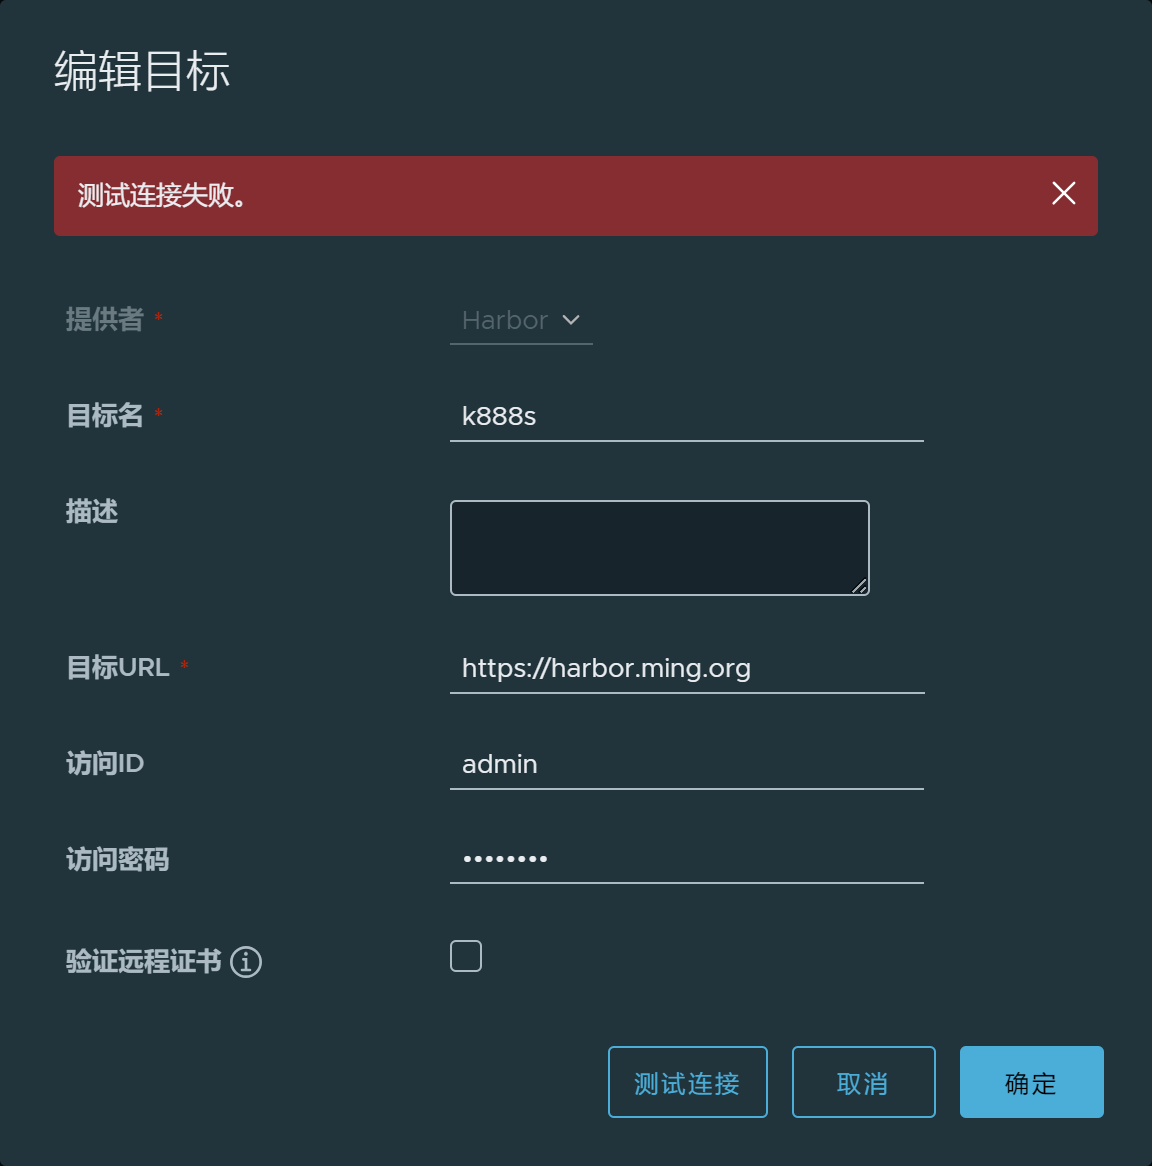 编辑目标
测试连接失败。
提供者 * Harbor
目标名 * k888s
描述
目标URL * https://harbor.ming.org
访问ID admin
访问密码 ••••••••
验证远程证书
测试连接 取消 确定